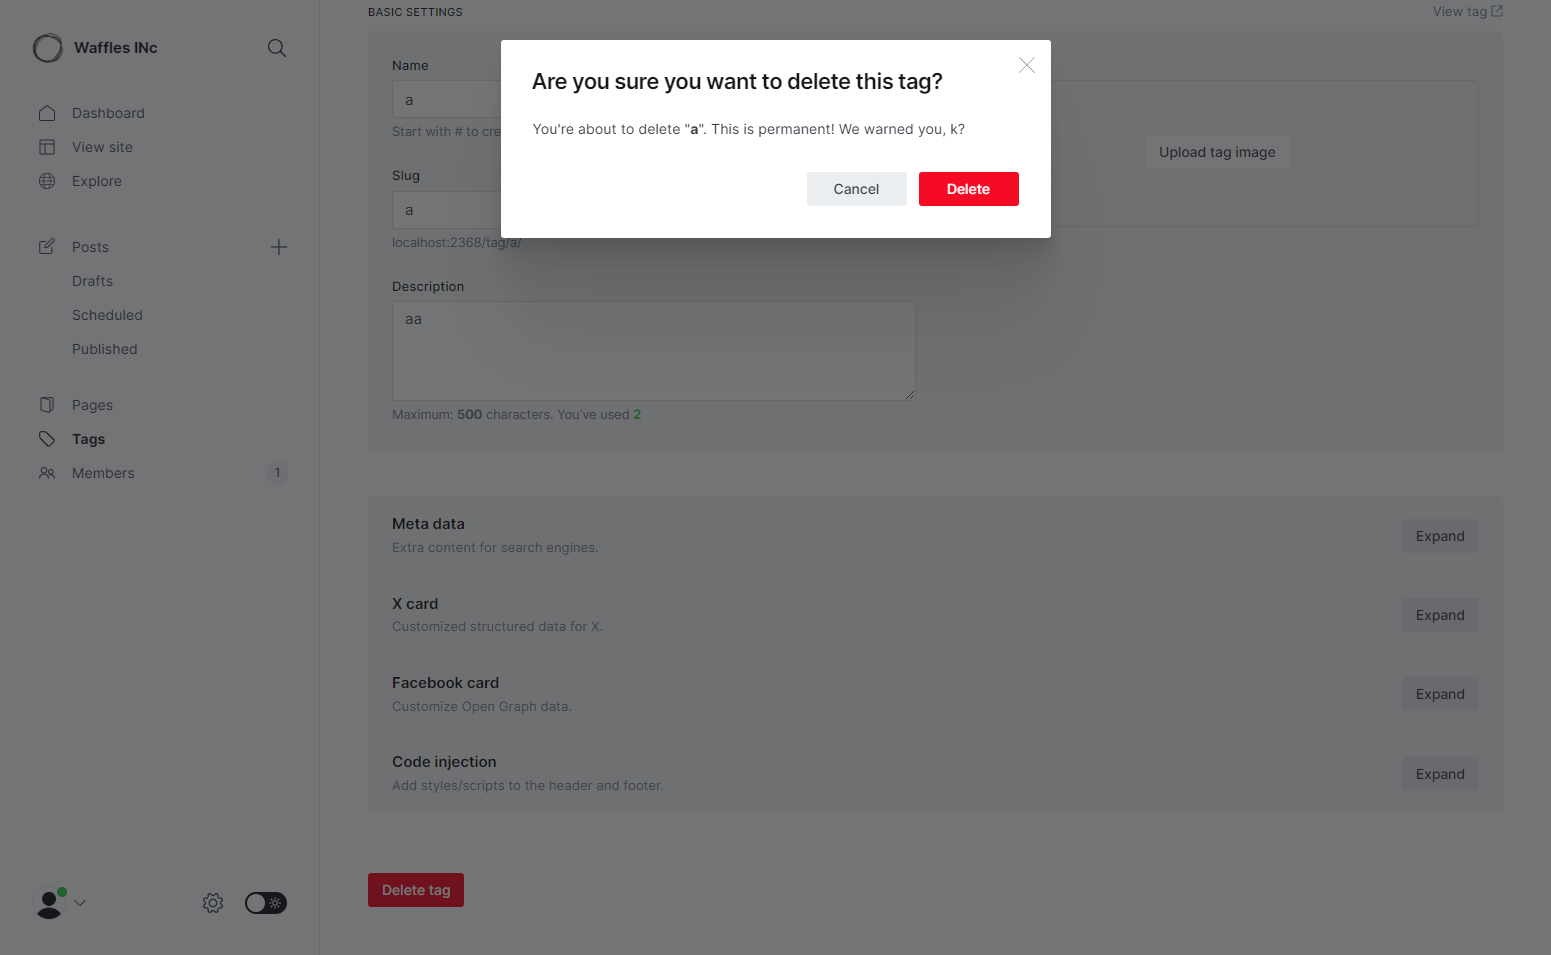 Waffles INc
Dashboard
View site
Explore
Posts
Drafts
Scheduled
Published
Pages
Tags
Members
1
BASIC SETTINGS
View tag
Name
a
Start with # to cre
Slug
a
localhost:2368/tag/a/
Description
aa
Maximum: 500 characters. You've used 2
Upload tag image
Are you sure you want to delete this tag?
You're about to delete "a". This is permanent! We warned you, k?
Cancel
Delete
Meta data
Extra content for search engines.
Expand
X card
Customized structured data for X.
Expand
Facebook card
Customize Open Graph data.
Expand
Code injection
Add styles/scripts to the header and footer.
Expand
Delete tag